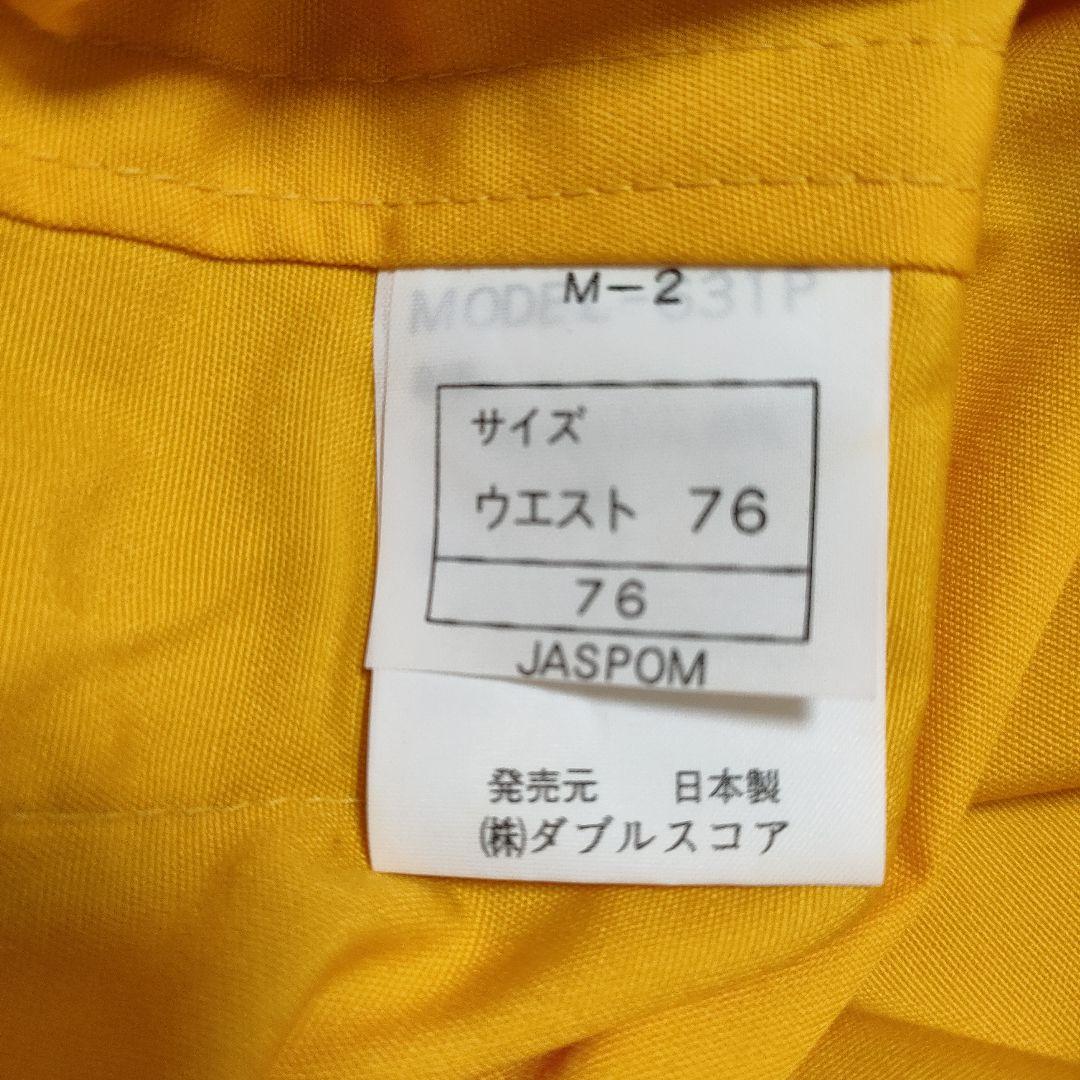 M-2
サイズ
ウエスト 76
76
JASPOM
発売元 日本製
㈱ダブルスコア